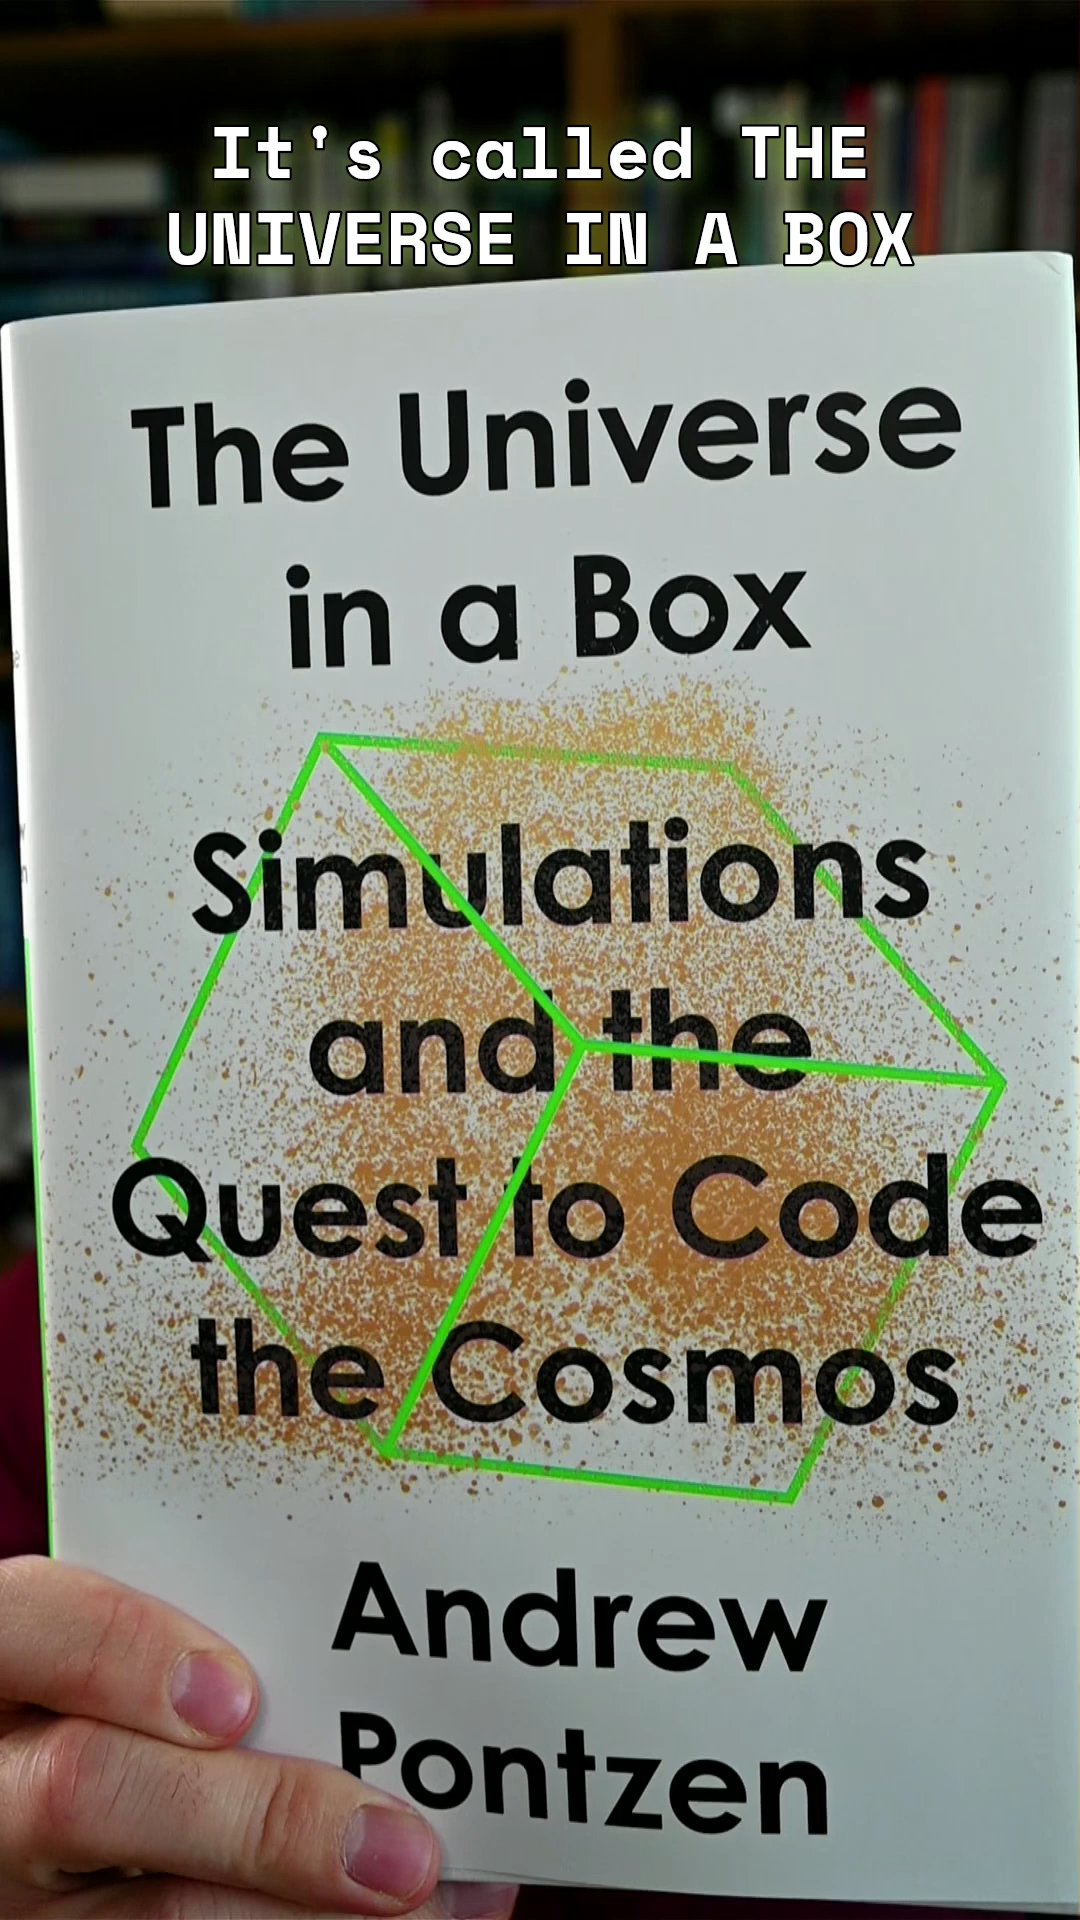 It's called THE
UNIVERSE IN A BOX
The Universe
in a Box
Simulations
and the
Quest to Code
the Cosmos
Andrew
Pontzen